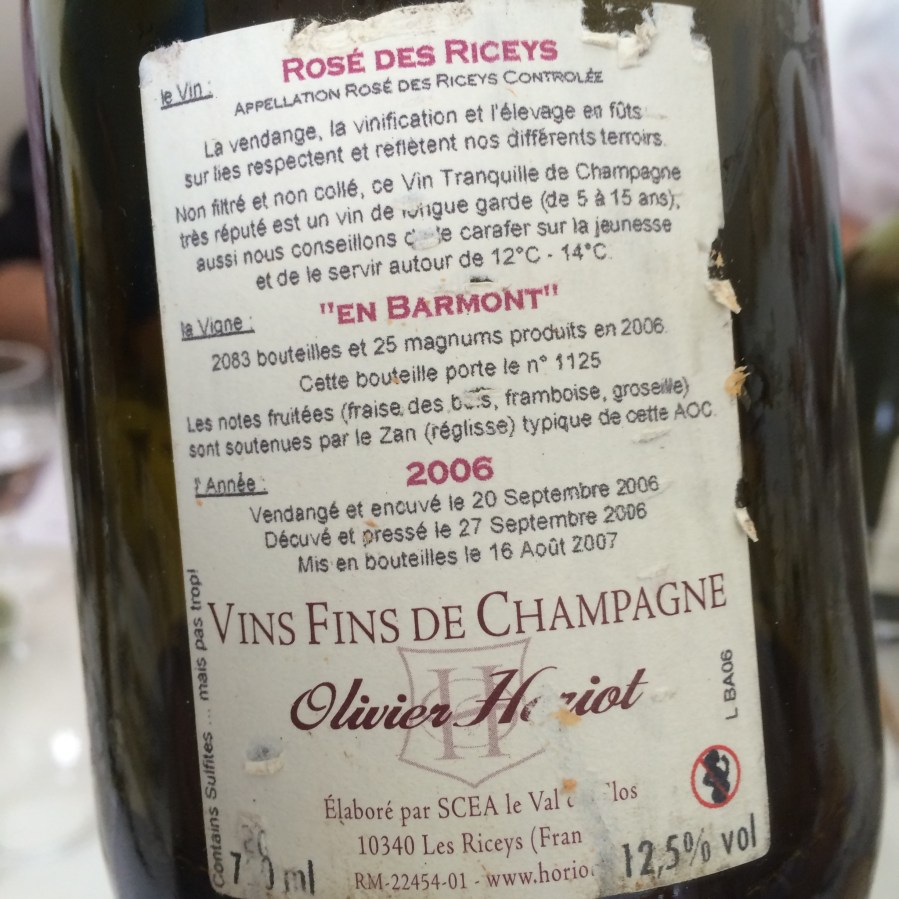 ROSÉ DES RICEYS
le Vin :
APPELLATION ROSÉ DES RICEYS CONTROLÉE
La vendange, la vinification et l'élevage en fûts
sur lies respectent et reflètent nos différents terroirs.
Non filtré et non collé, ce Vin Tranquille de Champagne
très réputé est un vin de longue garde (de 5 à 15 ans),
aussi nous conseillons de le carafer sur la jeunesse
et de le servir autour de 12°C - 14°C.
"EN BARMONT"
la Vigne :
2083 bouteilles et 25 magnums produits en 2006.
Cette bouteille porte le n° 1125
Les notes fruitées (fraise des bois, framboise, groseille)
sont soutenues par le Zan (réglisse) typique de cette AOC.
2006
l'Année :
Vendangé et encuvé le 20 Septembre 2006
Décuvé et pressé le 27 Septembre 2006
Mis en bouteilles le 16 Août 2007
VINS FINS DE CHAMPAGNE
Olivier Horiot
Élaboré par SCEA le Val
10340 Les Riceys (Fran
RM-22454-01 - www.horio
12,5% vol
ml
Contains Sulfites ... mais pas trop!
L BA06